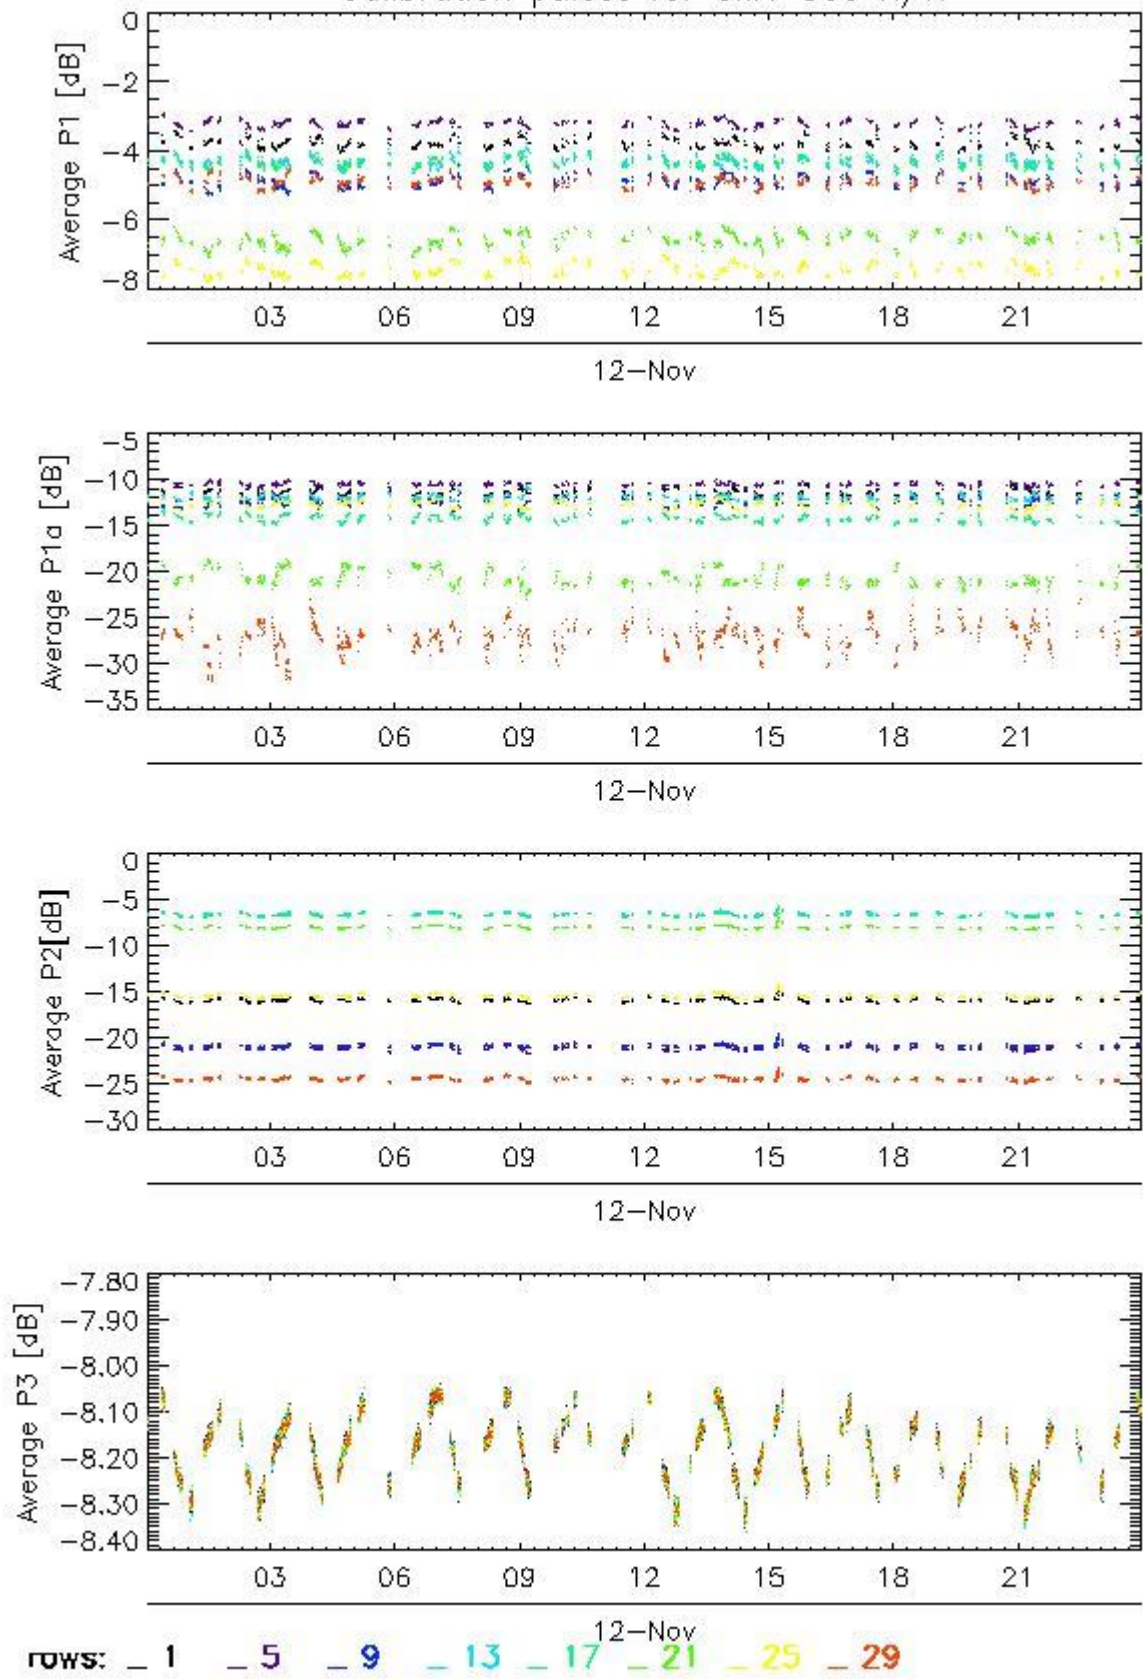 0
−2
−4
−6
−8
Average P1 [dB]
03 06 09 12 15 18 21
12−Nov
−5
−10
−15
−20
−25
−30
−35
Average P1a [dB]
03 06 09 12 15 18 21
12−Nov
0
−5
−10
−15
−20
−25
−30
Average P2[dB]
03 06 09 12 15 18 21
12−Nov
−7.80
−7.90
−8.00
−8.10
−8.20
−8.30
−8.40
Average P3 [dB]
03 06 09 12 15 18 21
12−Nov
rows: _ 1 _ 5 _ 9 _ 13 _ 17 _ 21 _ 25 _ 29